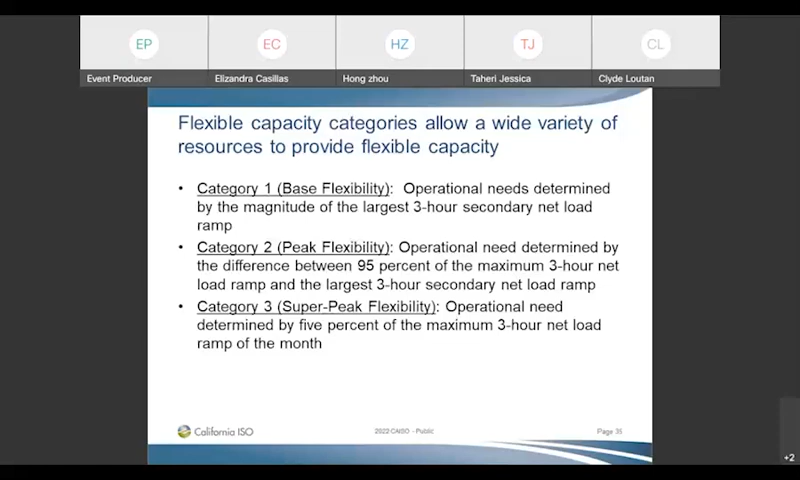 EP
EC
HZ
TJ
CL
Event Producer
Elizandra Casillas
Hong zhou
Taheri Jessica
Clyde Loutan
Flexible capacity categories allow a wide variety of
resources to provide flexible capacity
• Category 1 (Base Flexibility): Operational needs determined
by the magnitude of the largest 3-hour secondary net load
ramp
• Category 2 (Peak Flexibility): Operational need determined by
the difference between 95 percent of the maximum 3-hour net
load ramp and the largest 3-hour secondary net load ramp
• Category 3 (Super-Peak Flexibility): Operational need
determined by five percent of the maximum 3-hour net load
ramp of the month
California ISO
2022 CAISO - Public
Page 35
+2